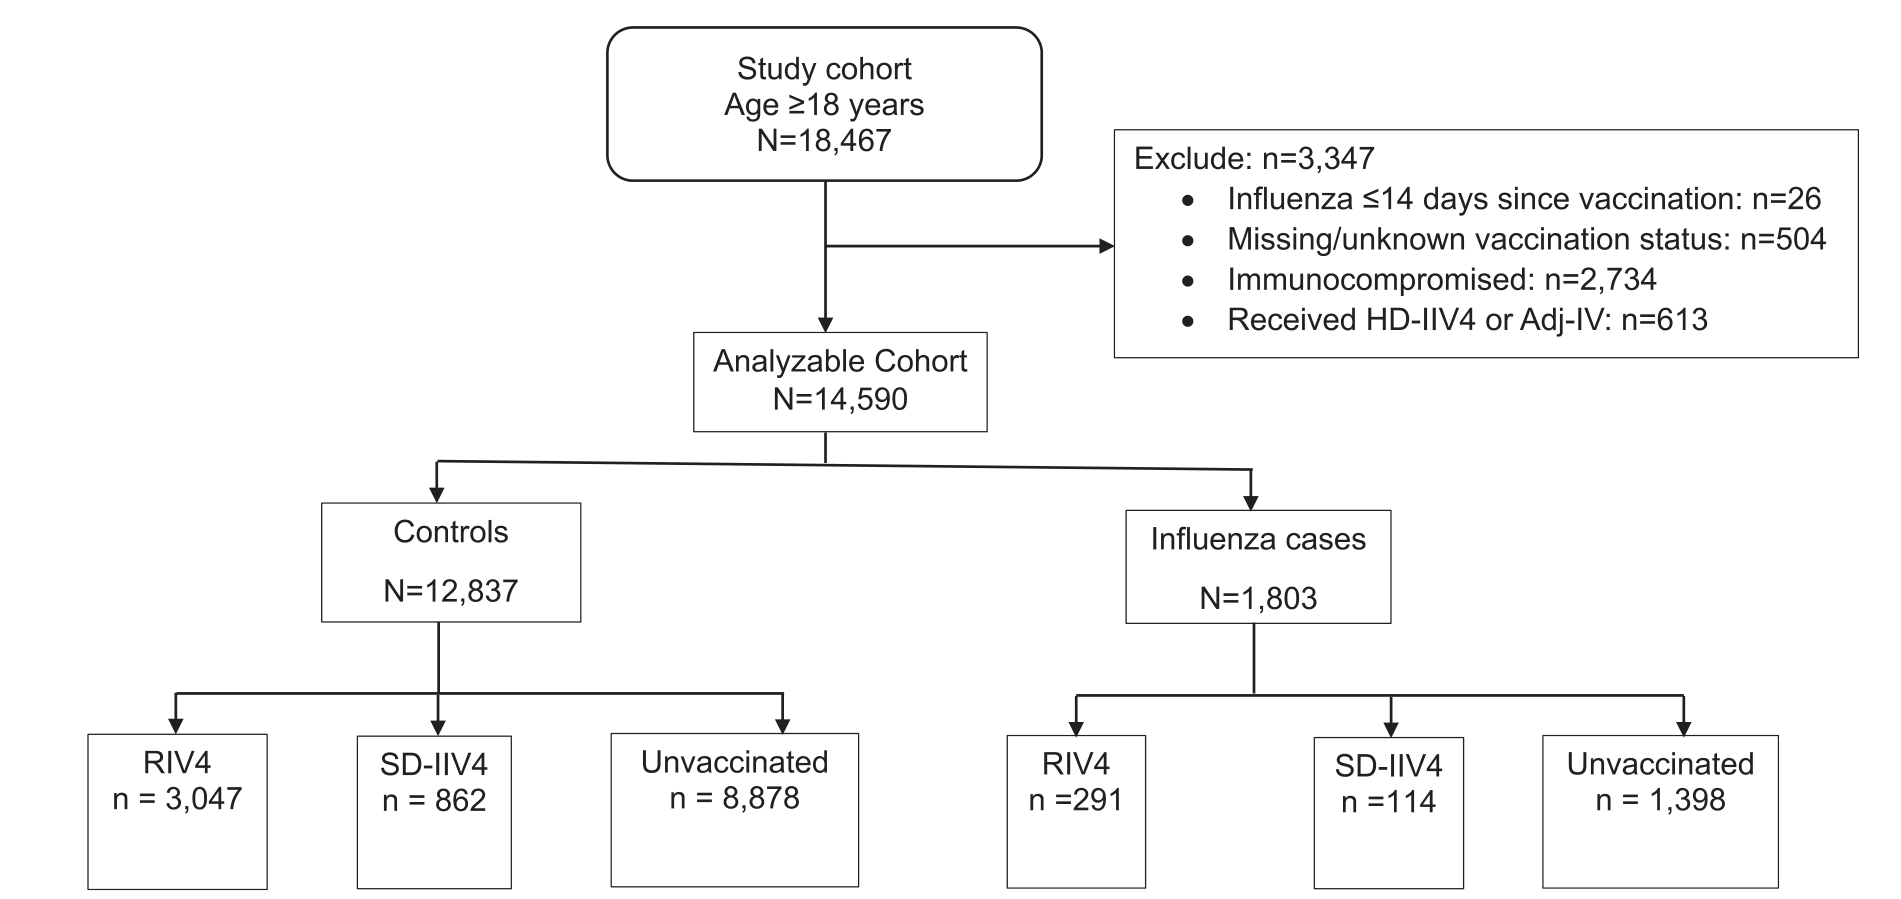 Study cohort
Age ≥18 years
N=18,467
Exclude: n=3,347
• Influenza ≤14 days since vaccination: n=26
• Missing/unknown vaccination status: n=504
• Immunocompromised: n=2,734
• Received HD-IIV4 or Adj-IV: n=613
Analyzable Cohort
N=14,590
Controls
N=12,837
Influenza cases
N=1,803
RIV4
n = 3,047
SD-IIV4
n = 862
Unvaccinated
n = 8,878
RIV4
n =291
SD-IIV4
n =114
Unvaccinated
n = 1,398